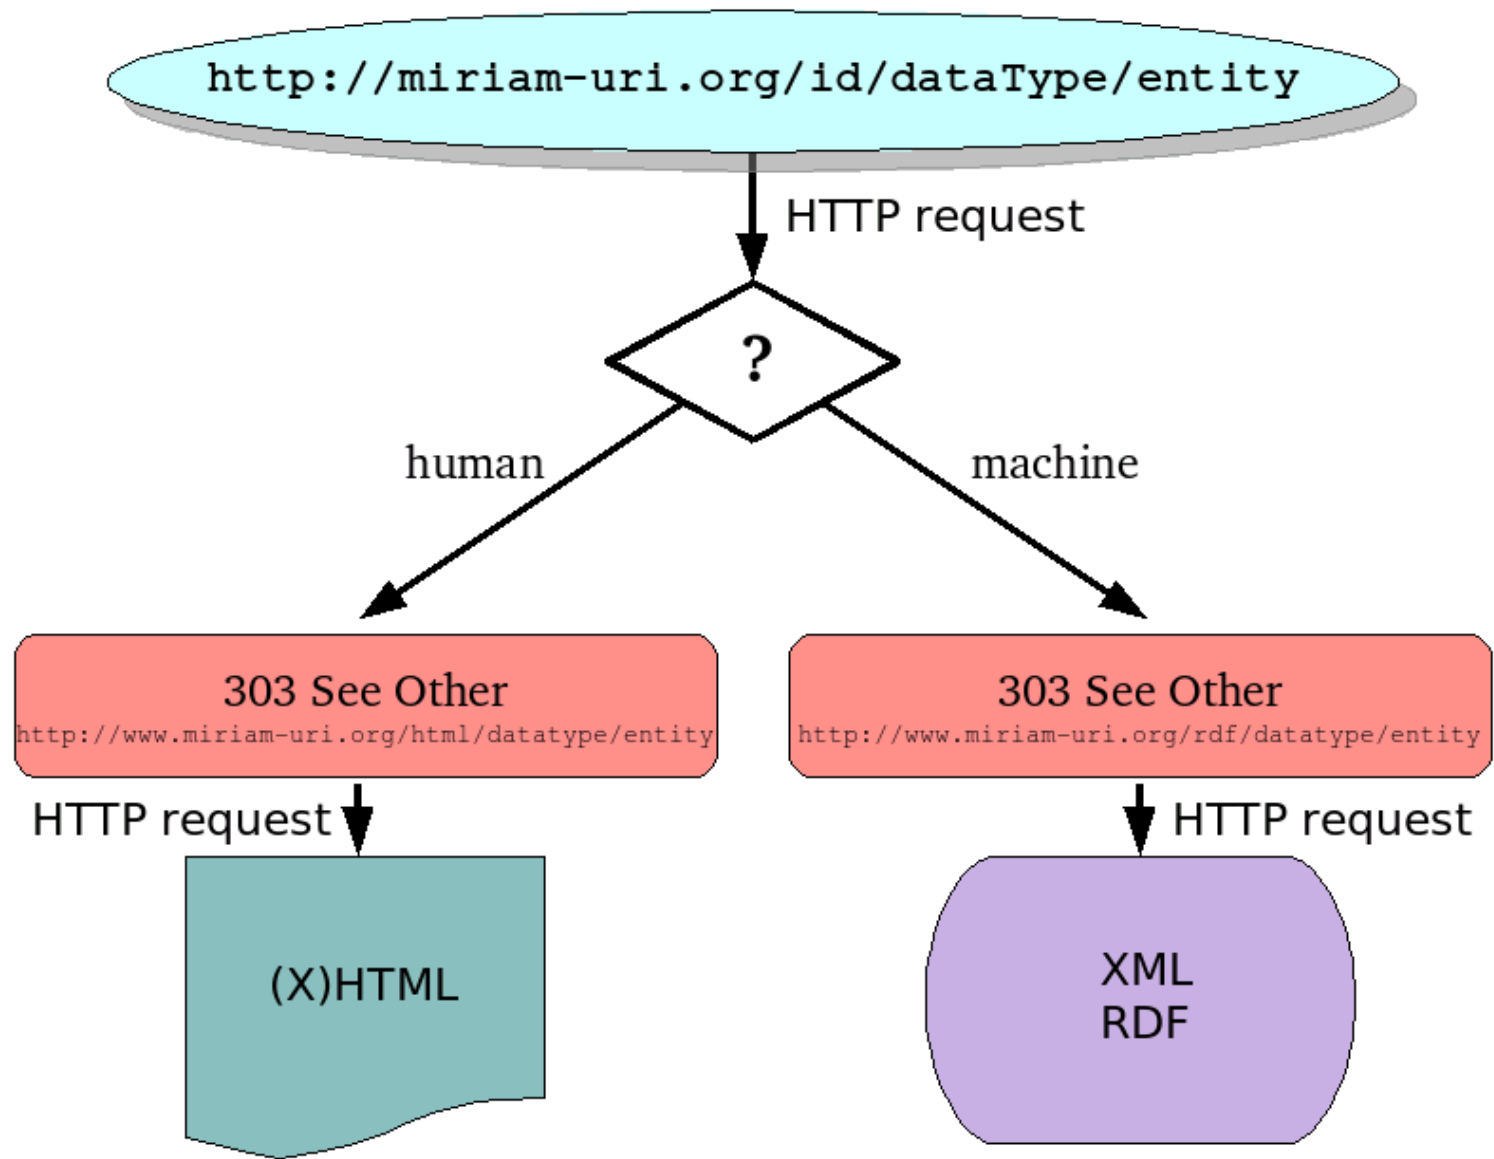 http://miriam-uri.org/id/dataType/entity
HTTP request
?
human
machine
303 See Other
http://www.miriam-uri.org/html/datatype/entity
303 See Other
http://www.miriam-uri.org/rdf/datatype/entity
HTTP request
HTTP request
(X)HTML
XML
RDF